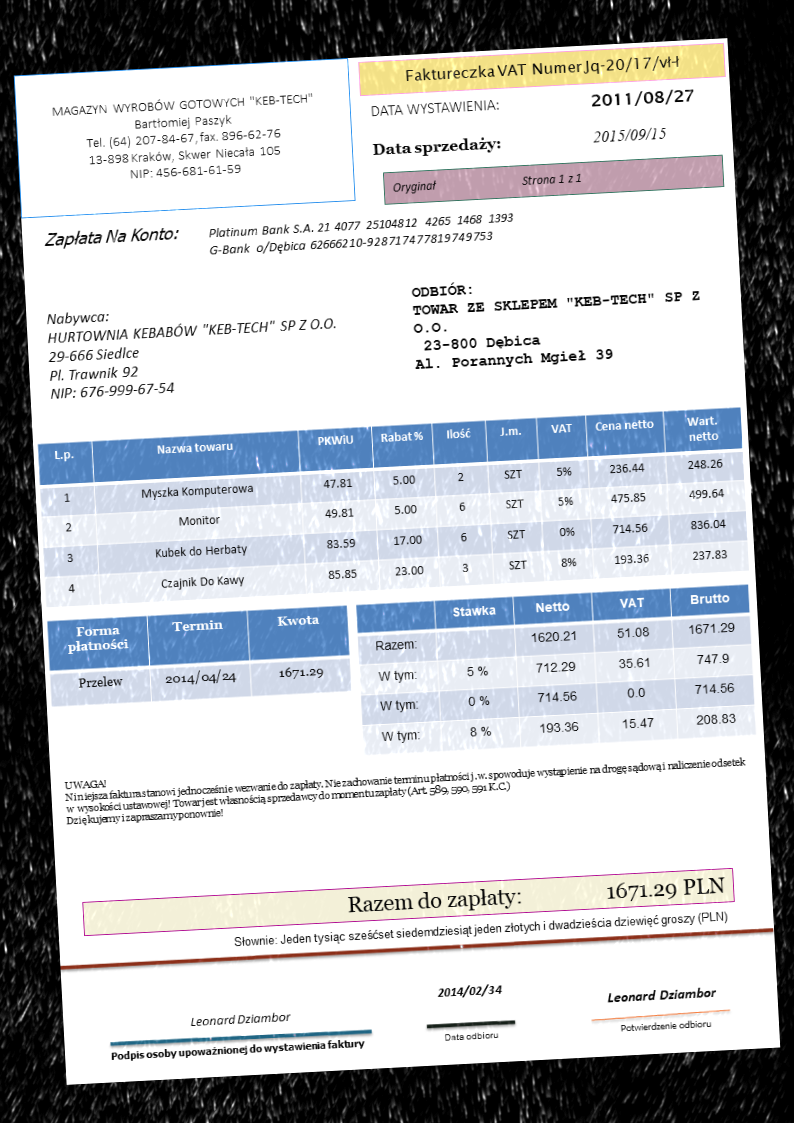 MAGAZYN WYROBÓW GOTOWYCH "KEB-TECH"
Bartłomiej Paszyk
Tel. (64) 207-84-67, fax. 896-62-76
13-898 Kraków, Skwer Niecała 105
NIP: 456-681-61-59
Faktureczka VAT Numer Jq-20/17/vł-ł
DATA WYSTAWIENIA: 2011/08/27
Data sprzedaży: 2015/09/15
Oryginał Strona 1 z 1
Zapłata Na Konto: Platinum Bank S.A. 21 4077 25104812 4265 1468 1393
G-Bank o/Dębica 62666210-928717477819749753
Nabywca:
HURTOWNIA KEBABÓW "KEB-TECH" SP Z O.O.
29-666 Siedlce
Pl. Trawnik 92
NIP: 676-999-67-54
ODBIÓR:
TOWAR ZE SKLEPEM "KEB-TECH" SP Z
O.O.
23-800 Dębica
Al. Porannych Mgieł 39
L.p. Nazwa towaru PKWiU Rabat % Ilość J.m. VAT Cena netto Wart. netto
1 Myszka Komputerowa 47.81 5.00 2 SZT 5% 236.44 248.26
2 Monitor 49.81 5.00 6 SZT 5% 475.85 499.64
3 Kubek do Herbaty 83.59 17.00 6 SZT 0% 714.56 836.04
4 Czajnik Do Kawy 85.85 23.00 3 SZT 8% 193.36 237.83
Forma płatności Termin Kwota
Przelew 2014/04/24 1671.29
Stawka Netto VAT Brutto
Razem: 1620.21 51.08 1671.29
W tym: 5 % 712.29 35.61 747.9
W tym: 0 % 714.56 0.0 714.56
W tym: 8 % 193.36 15.47 208.83
UWAGA!
Niniejsza faktura stanowi jednocześnie wezwanie do zapłaty. Nie zachowanie terminu płatności j.w. spowoduje wystąpienie na drogę sądową i naliczenie odsetek
w wysokości ustawowej! Towar jest własnością sprzedawcy do momentu zapłaty (Art. 589, 590, 591 K.C.)
Dziękujemy i zapraszamy ponownie!
Razem do zapłaty: 1671.29 PLN
Słownie: Jeden tysiąc sześćset siedemdziesiąt jeden złotych i dwadzieścia dziewięć groszy (PLN)
Leonard Dziambor
Podpis osoby upoważnionej do wystawienia faktury
2014/02/34
Data odbioru
Leonard Dziambor
Potwierdzenie odbioru